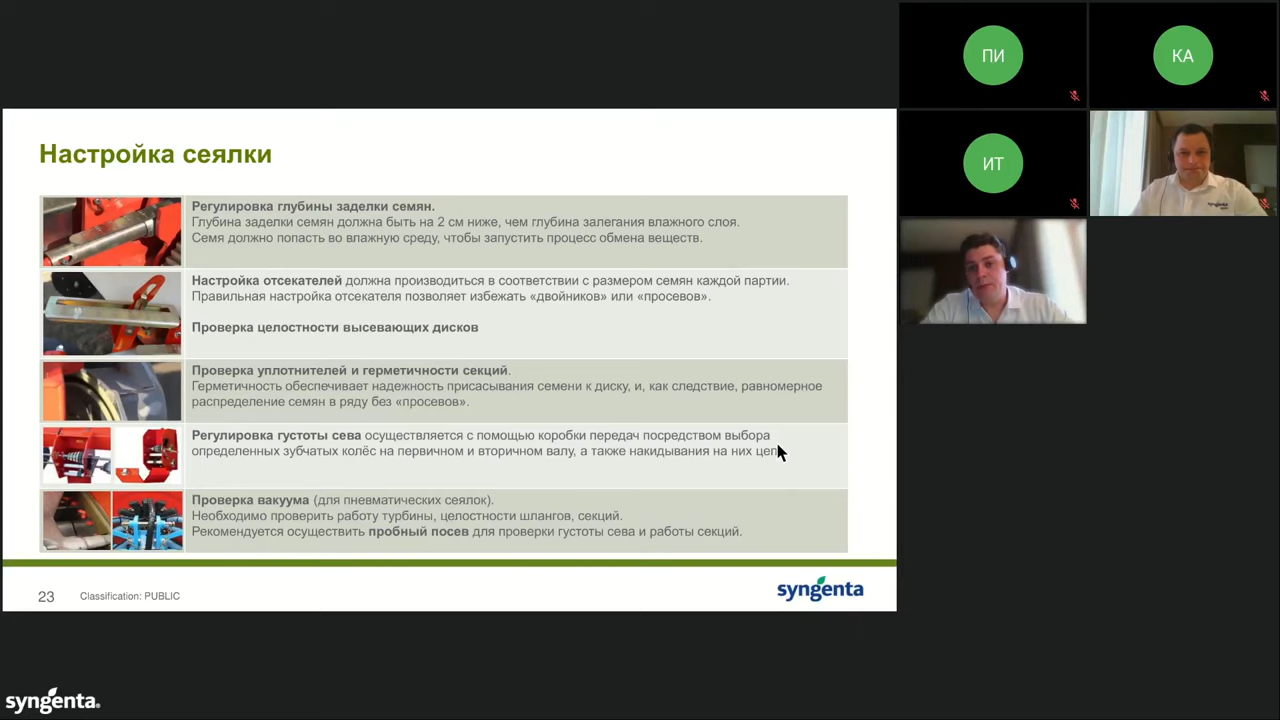 ПИ
КА
ИТ
Настройка сеялки
Регулировка глубины заделки семян.
Глубина заделки семян должна быть на 2 см ниже, чем глубина залегания влажного слоя.
Семя должно попасть во влажную среду, чтобы запустить процесс обмена веществ.
Настройка отсекателей должна производиться в соответствии с размером семян каждой партии.
Правильная настройка отсекателя позволяет избежать «двойников» или «просевов».
Проверка целостности высевающих дисков
Проверка уплотнителей и герметичности секций.
Герметичность обеспечивает надежность присасывания семени к диску, и, как следствие, равномерное
распределение семян в ряду без «просевов».
Регулировка густоты сева осуществляется с помощью коробки передач посредством выбора
определенных зубчатых колёс на первичном и вторичном валу, а также накидывания на них
Проверка вакуума (для пневматических сеялок).
Необходимо проверить работу турбины, целостности шлангов, секций.
Рекомендуется осуществить пробный посев для проверки густоты сева и работы секций.
23
Classification: PUBLIC
syngenta
syngenta